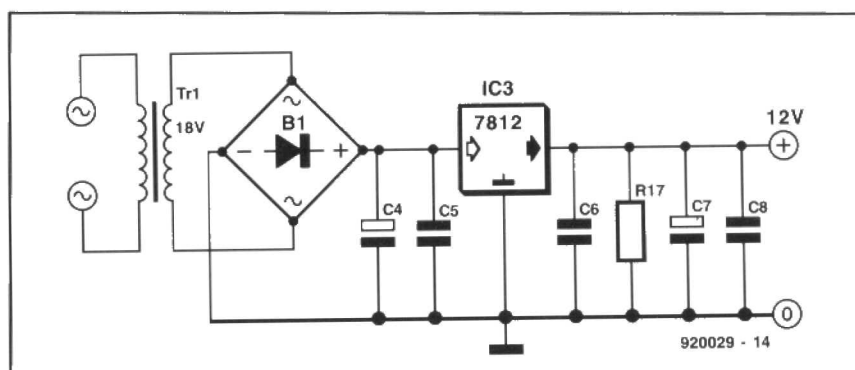 IC3
Tr1
18V
~
~
~
B1
- +
~
7812
12V
+
C4
C5
C6
R17
C7
C8
0
920029 - 14